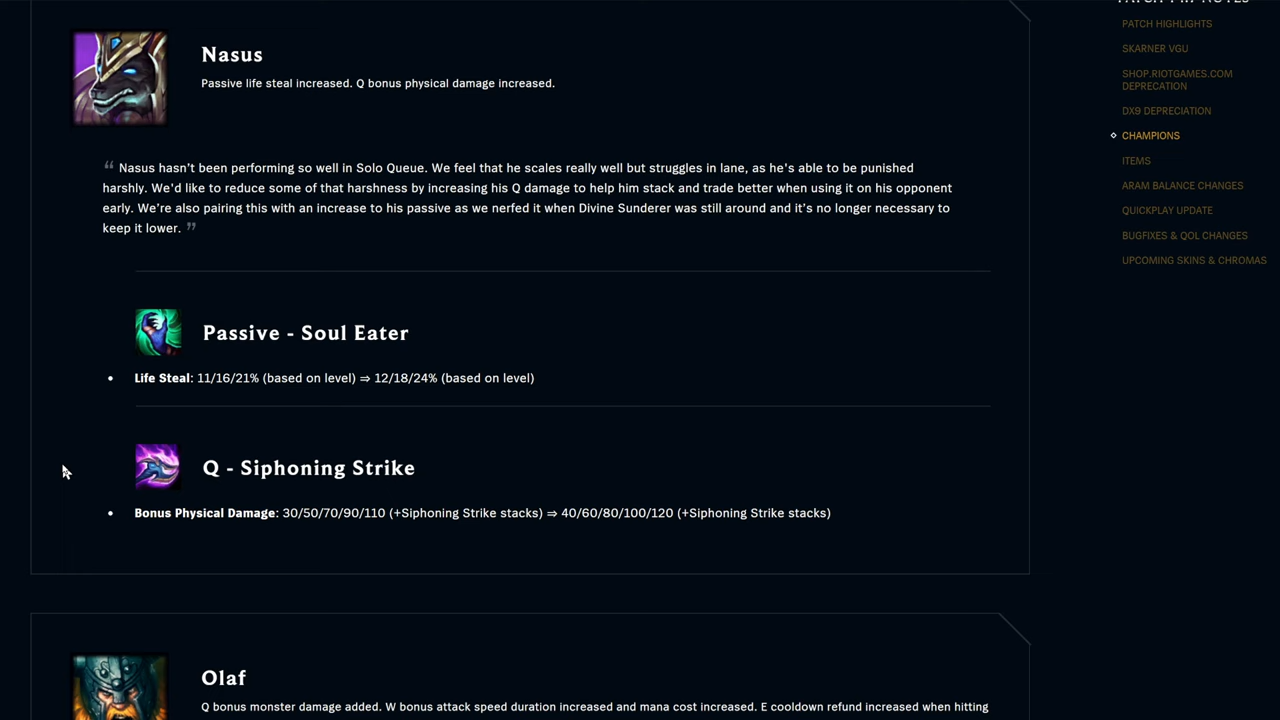 Nasus
Passive life steal increased. Q bonus physical damage increased.
“ Nasus hasn’t been performing so well in Solo Queue. We feel that he scales really well but struggles in lane, as he's able to be punished
harshly. We'd like to reduce some of that harshness by increasing his Q damage to help him stack and trade better when using it on his opponent
early. We’re also pairing this with an increase to his passive as we nerfed it when Divine Sunderer was still around and it's no longer necessary to
keep it lower. ”
Passive - Soul Eater
• Life Steal: 11/16/21% (based on level) ⇒ 12/18/24% (based on level)
Q - Siphoning Strike
• Bonus Physical Damage: 30/50/70/90/110 (+Siphoning Strike stacks) ⇒ 40/60/80/100/120 (+Siphoning Strike stacks)
Olaf
Q bonus monster damage added. W bonus attack speed duration increased and mana cost increased. E cooldown refund increased when hitting
PATCH HIGHLIGHTS
SKARNER VGU
SHOP.RIOTGAMES.COM
DEPRECATION
DX9 DEPRECIATION
CHAMPIONS
ITEMS
ARAM BALANCE CHANGES
QUICKPLAY UPDATE
BUGFIXES & QOL CHANGES
UPCOMING SKINS & CHROMAS